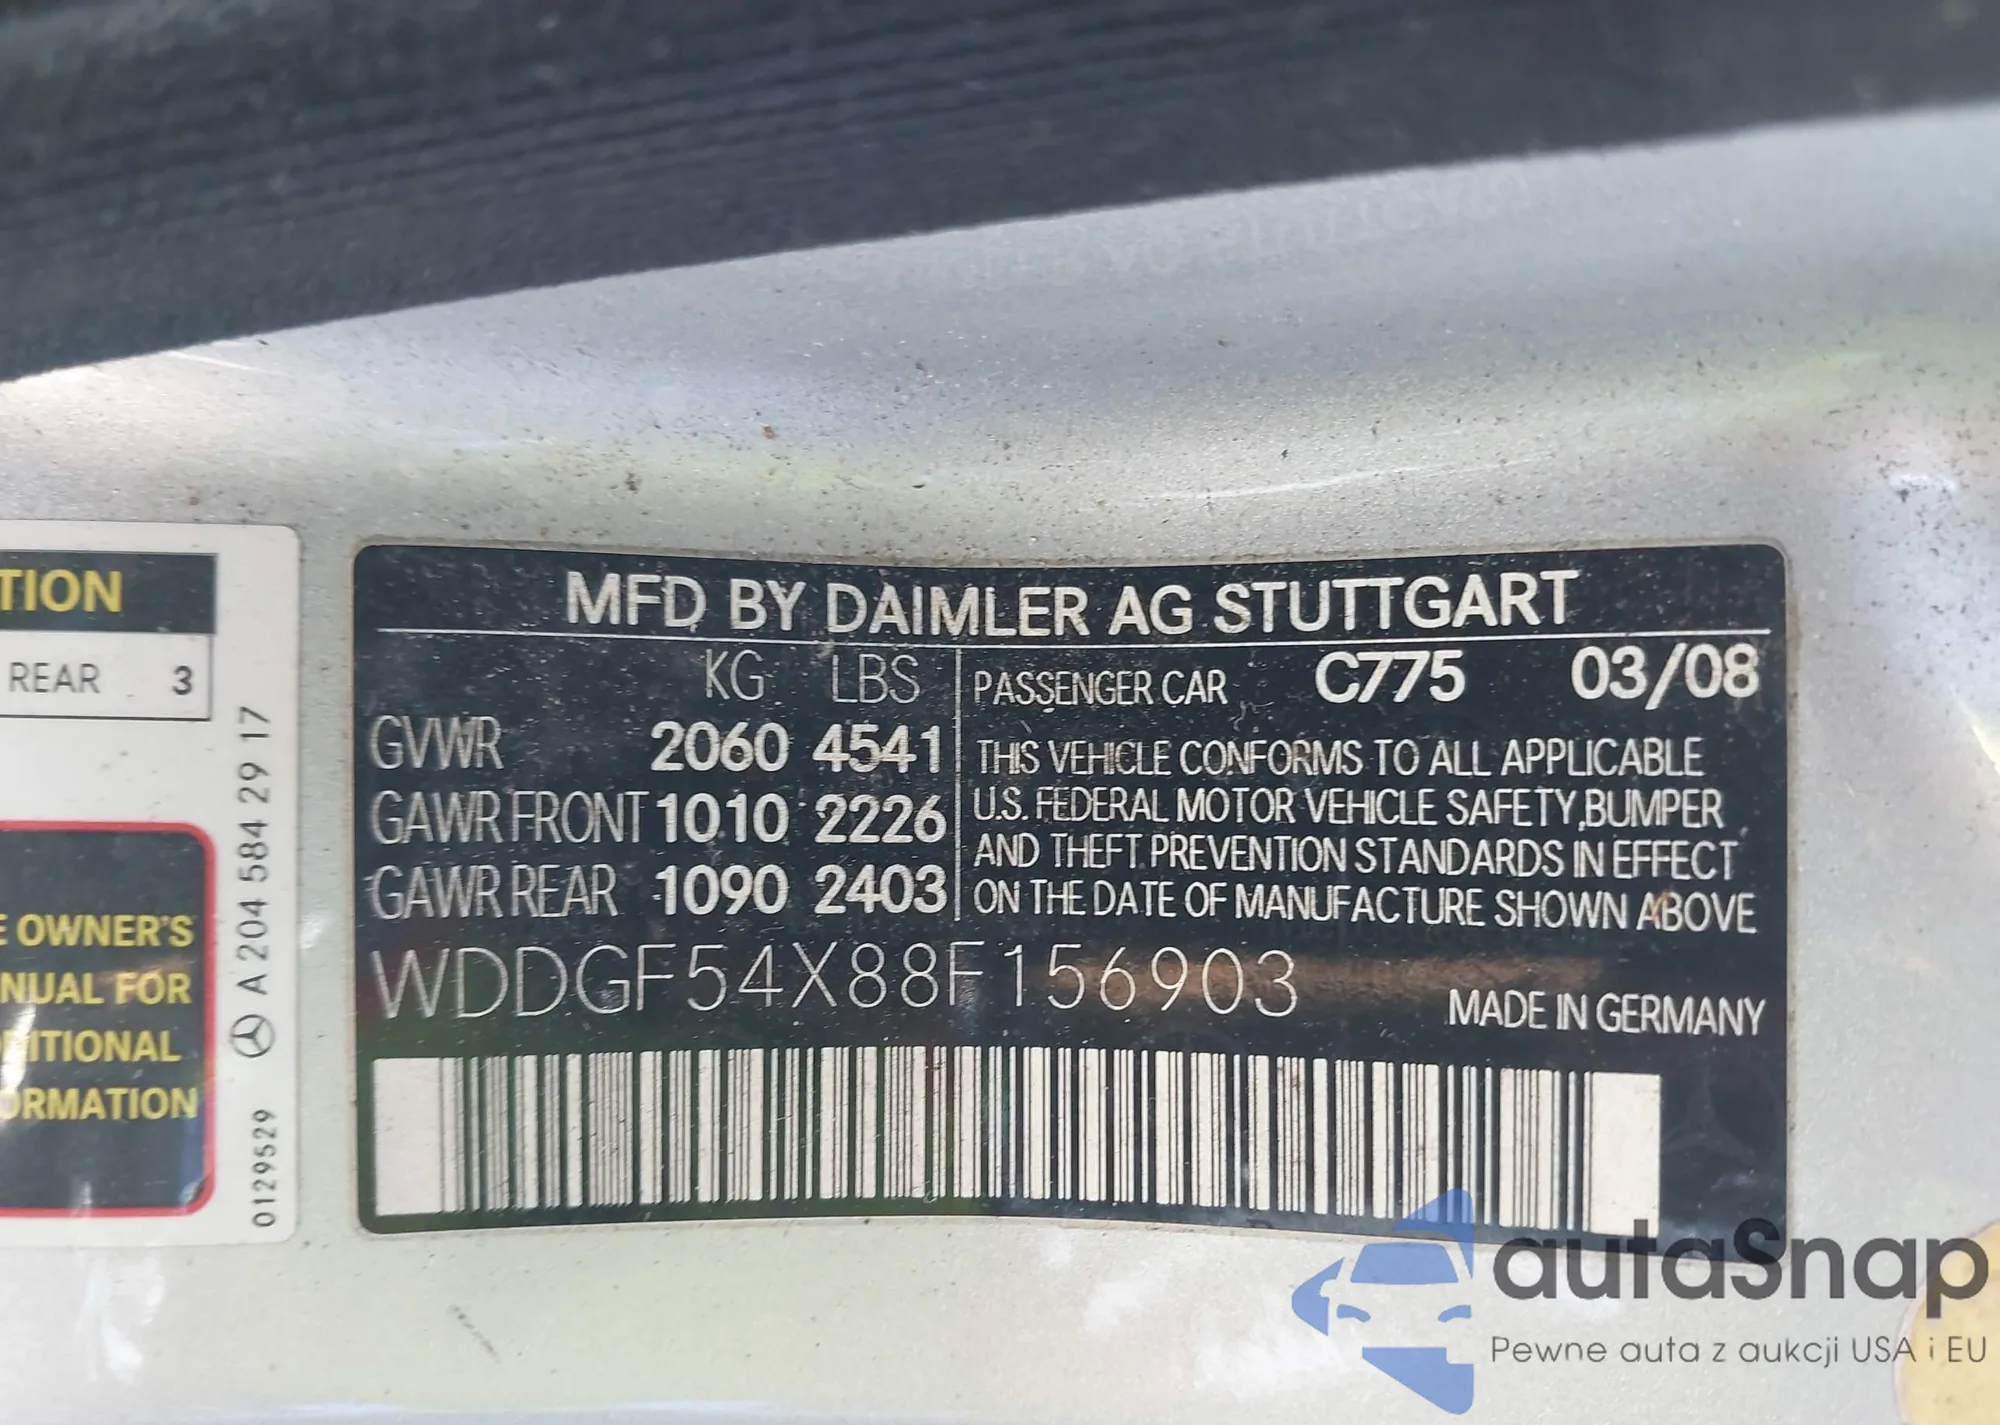 TION
REAR 3
OWNER'S
NUAL FOR
ITIONAL
ORMATION
A 204 584 29 17
0129529
MFD BY DAIMLER AG STUTTGART
KG LBS
GVWR 2060 4541
GAWR FRONT 1010 2226
GAWR REAR 1090 2403
PASSENGER CAR C775 03/08
THIS VEHICLE CONFORMS TO ALL APPLICABLE
U.S. FEDERAL MOTOR VEHICLE SAFETY, BUMPER
AND THEFT PREVENTION STANDARDS IN EFFECT
ON THE DATE OF MANUFACTURE SHOWN ABOVE
WDDGF54X88F156903
MADE IN GERMANY
autaSnap
Pewne auta z aukcji USA i EU